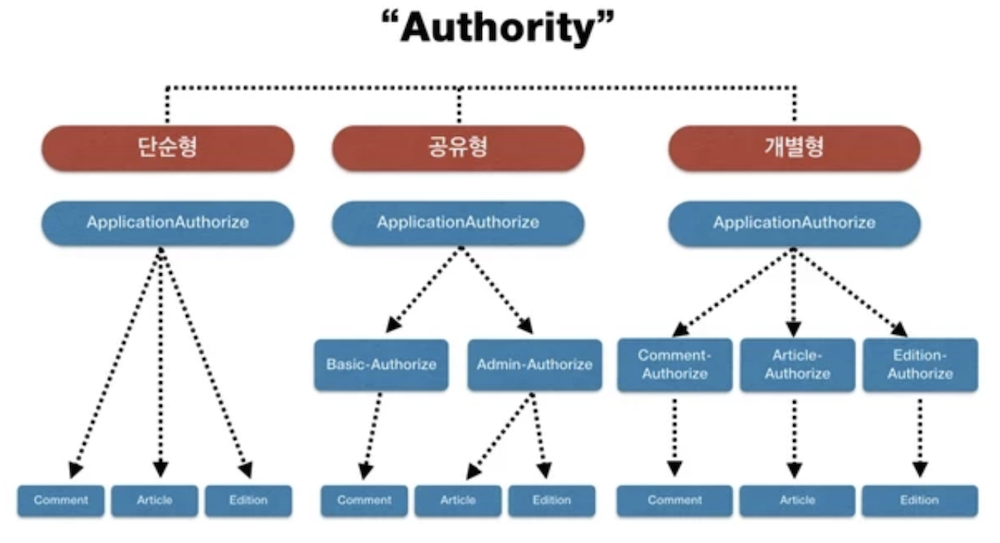 “Authority”
단순형
공유형
개별형
ApplicationAuthorize
ApplicationAuthorize
ApplicationAuthorize
Basic-Authorize
Admin-Authorize
Comment-
Authorize
Article-
Authorize
Edition-
Authorize
Comment
Article
Edition
Comment
Article
Edition
Comment
Article
Edition